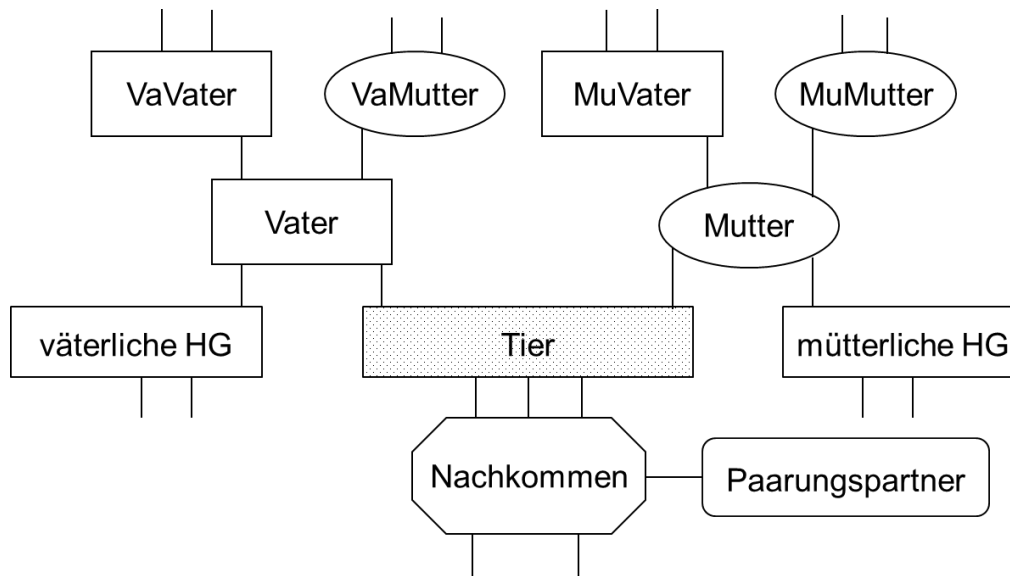 VaVater
VaMutter
MuVater
MuMutter
Vater
Mutter
väterliche HG
Tier
mütterliche HG
Nachkommen
Paarungspartner